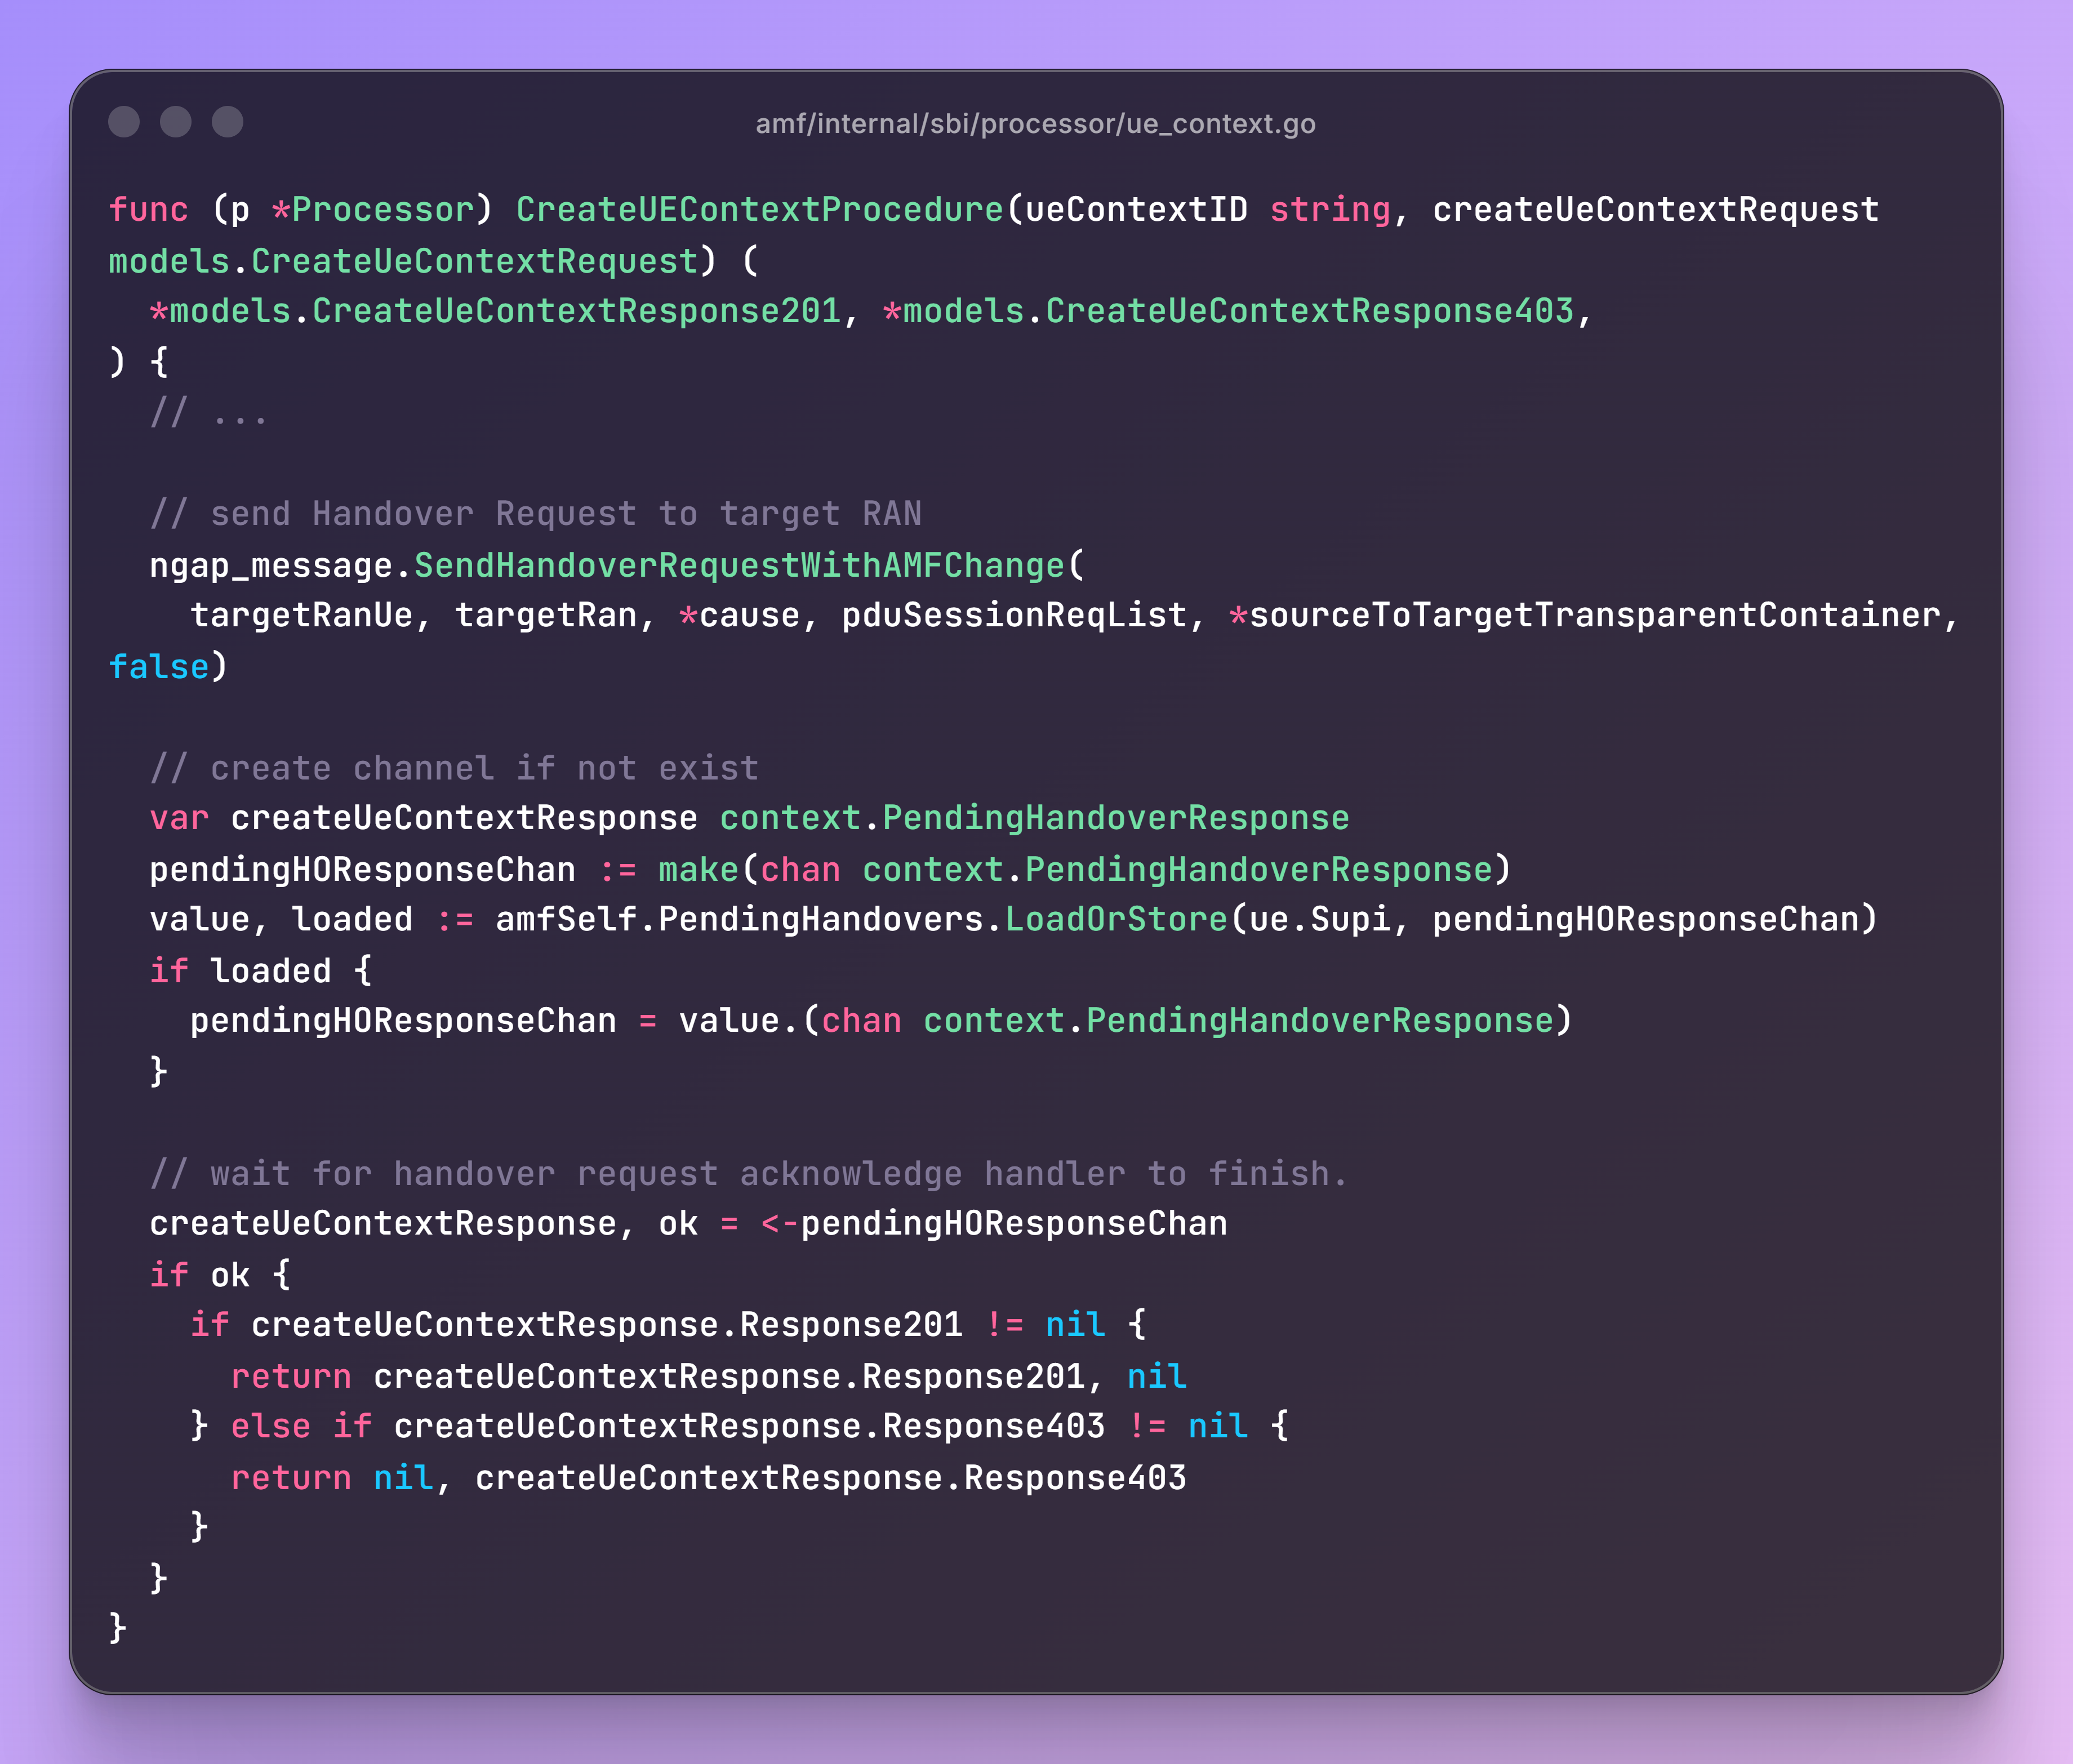 amf/internal/sbi/processor/ue_context.go
func (p *Processor) CreateUEContextProcedure(ueContextID string, createUeContextRequest
models.CreateUeContextRequest) (
  *models.CreateUeContextResponse201, *models.CreateUeContextResponse403,
) {
  // ...

  // send Handover Request to target RAN
  ngap_message.SendHandoverRequestWithAMFChange(
    targetRanUe, targetRan, *cause, pduSessionReqList, *sourceToTargetTransparentContainer,
false)

  // create channel if not exist
  var createUeContextResponse context.PendingHandoverResponse
  pendingHOResponseChan := make(chan context.PendingHandoverResponse)
  value, loaded := amfSelf.PendingHandovers.LoadOrStore(ue.Supi, pendingHOResponseChan)
  if loaded {
    pendingHOResponseChan = value.(chan context.PendingHandoverResponse)
  }

  // wait for handover request acknowledge handler to finish.
  createUeContextResponse, ok = <-pendingHOResponseChan
  if ok {
    if createUeContextResponse.Response201 != nil {
      return createUeContextResponse.Response201, nil
    } else if createUeContextResponse.Response403 != nil {
      return nil, createUeContextResponse.Response403
    }
  }
}